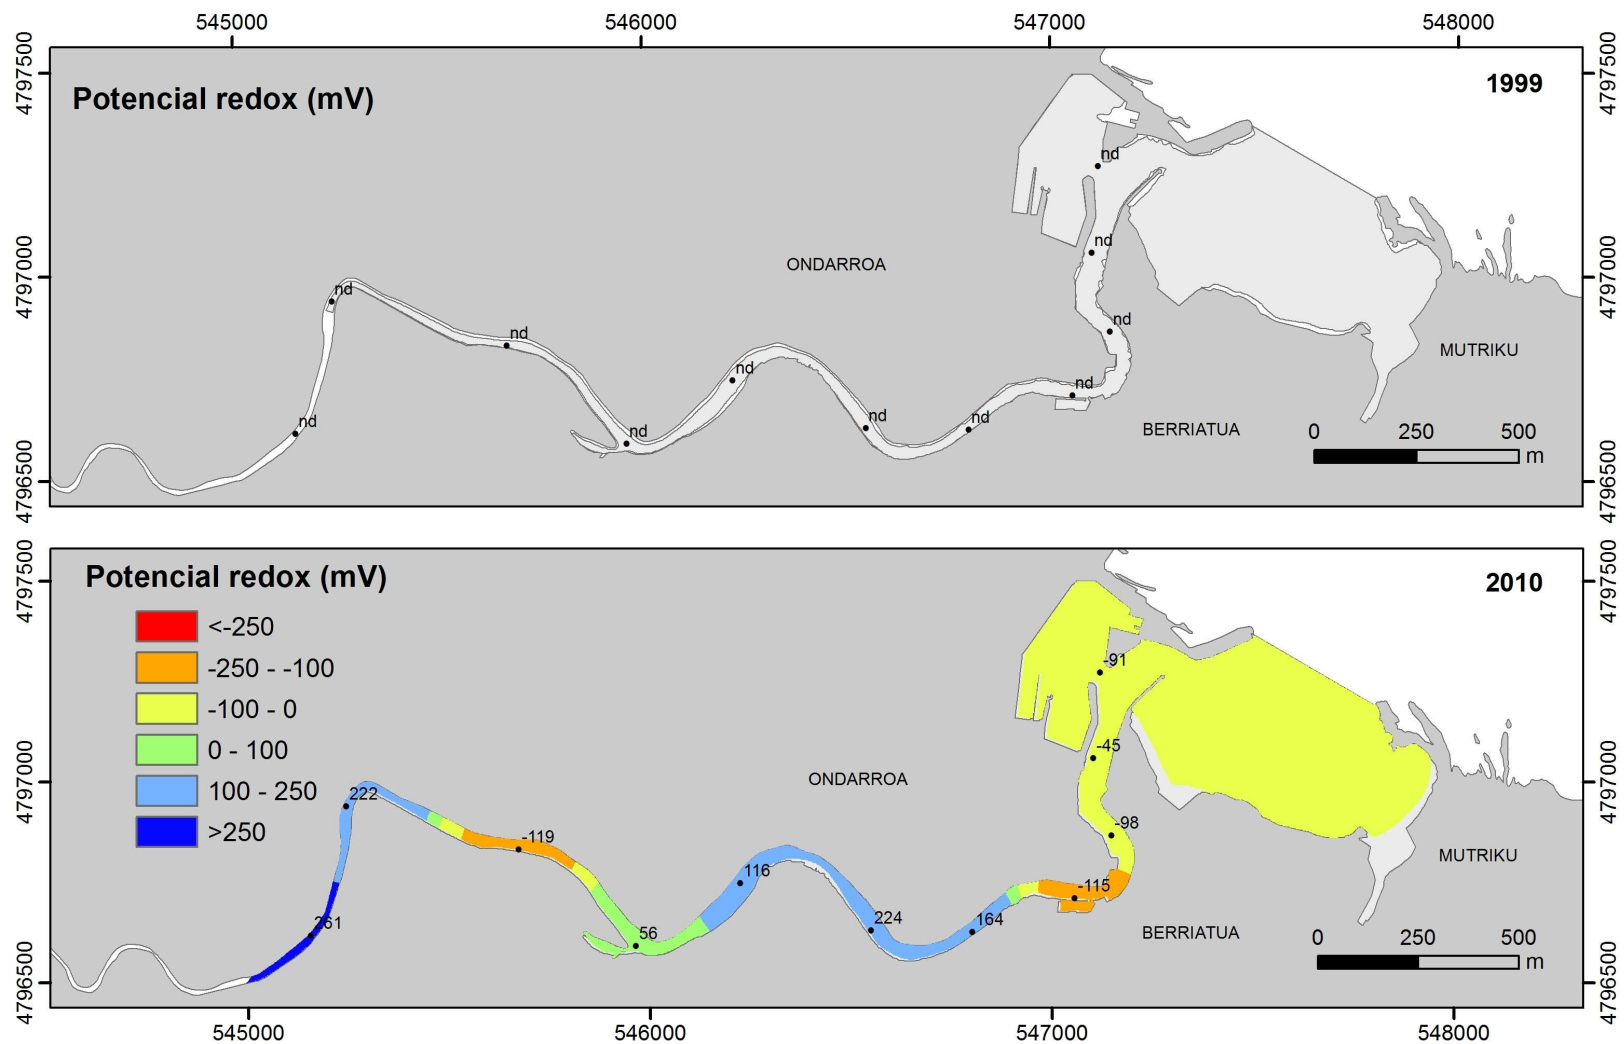 545000 546000 547000 548000
4797500 4797500
Potencial redox (mV) 1999
nd
nd
4797000 4797000
ONDARROA
nd
nd
nd
MUTRIKU
nd
nd
nd
nd
nd
nd
BERRIATUA
0 250 500
m
4796500 4796500
4797500 4797500
Potencial redox (mV) 2010
<-250
-250 - -100
-91
-100 - 0
-45
0 - 100
4797000 4797000
ONDARROA
100 - 250
222
-98
>250
-119
MUTRIKU
116
-115
261
224
164
56
BERRIATUA
0 250 500
m
4796500 4796500
545000 546000 547000 548000